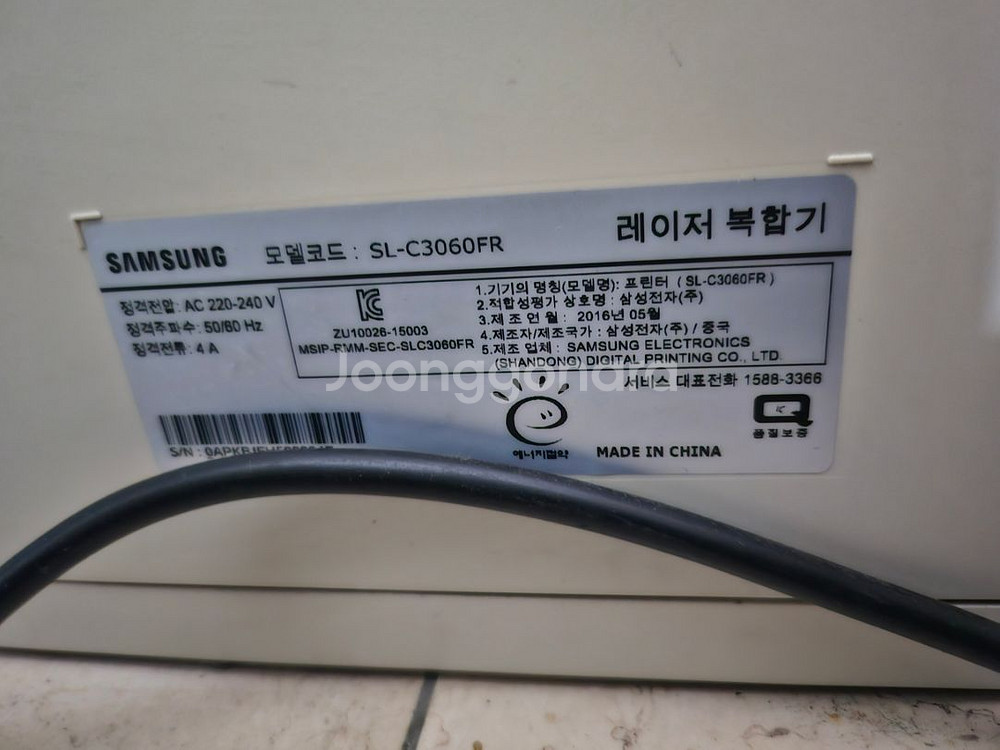 SAMSUNG 모델코드 : SL-C3060FR 레이저 복합기
정격전압: AC 220-240 V
정격주파수: 50/60 Hz
정격전류: 4 A
ZU10026-15003
MSIP-RMM-SEC-SLC3060FR
1.기기의 명칭(모델명): 프린터 ( SL-C3060FR )
2.적합성평가 상호명 : 삼성전자(주)
3.제조 연월 : 2016년 05월
4.제조자/제조국가 : 삼성전자(주) / 중국
5.제조 업체 : SAMSUNG ELECTRONICS
(SHANDONG) DIGITAL PRINTING CO., LTD.
Joonggonara
서비스 대표전화 1588-3366
S/N :
에너지절약
MADE IN CHINA
Q
품질보증